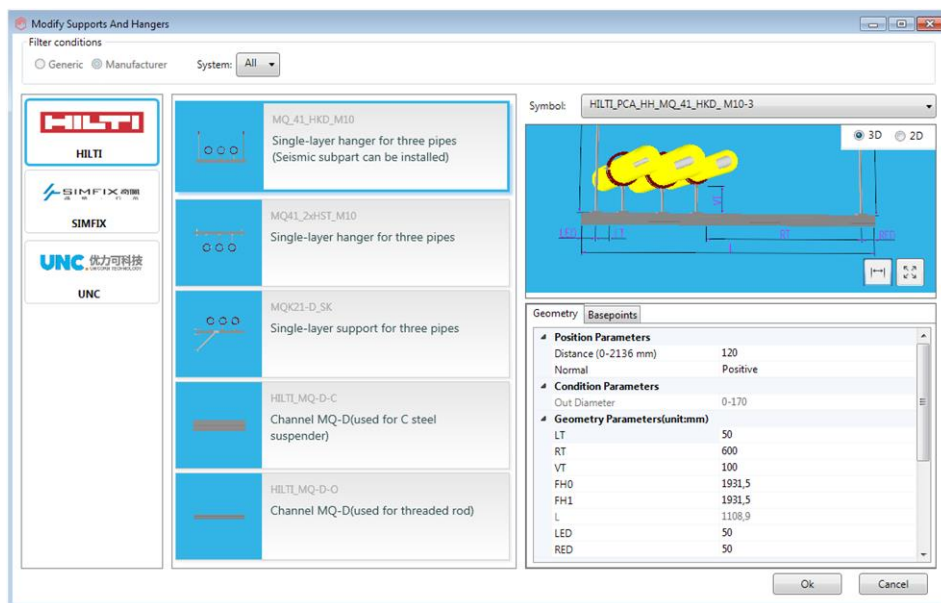 Modify Supports And Hangers
Filter conditions
Generic Manufacturer System: All
HILTI
HILTI
SIMFIX
SIMFIX
UNC 优力可科技
UNC
MQ_41_HKD_M10
Single-layer hanger for three pipes
(Seismic subpart can be installed)
MQ41_2xHST_M10
Single-layer hanger for three pipes
MQK21-D_SK
Single-layer support for three pipes
HILTI_MQ-D-C
Channel MQ-D(used for C steel
suspender)
HILTI_MQ-D-O
Channel MQ-D(used for threaded rod)
Symbol: HILTI_PCA_HH_MQ_41_HKD_ M10-3
3D 2D
VT
LED LT RT RED
L
Geometry Basepoints
Position Parameters
Distance (0-2136 mm) 120
Normal Positive
Condition Parameters
Out Diameter 0-170
Geometry Parameters(unit:mm)
LT 50
RT 600
VT 100
FH0 1931,5
FH1 1931,5
L 1108,9
LED 50
RED 50
Ok Cancel